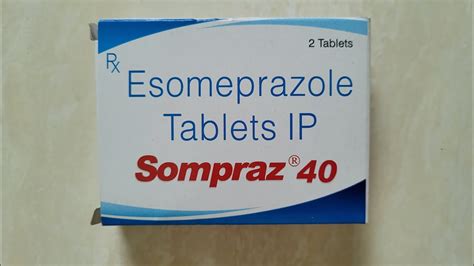 2 Tablets
Rx
Esomeprazole
Tablets IP
Sompraz® 40